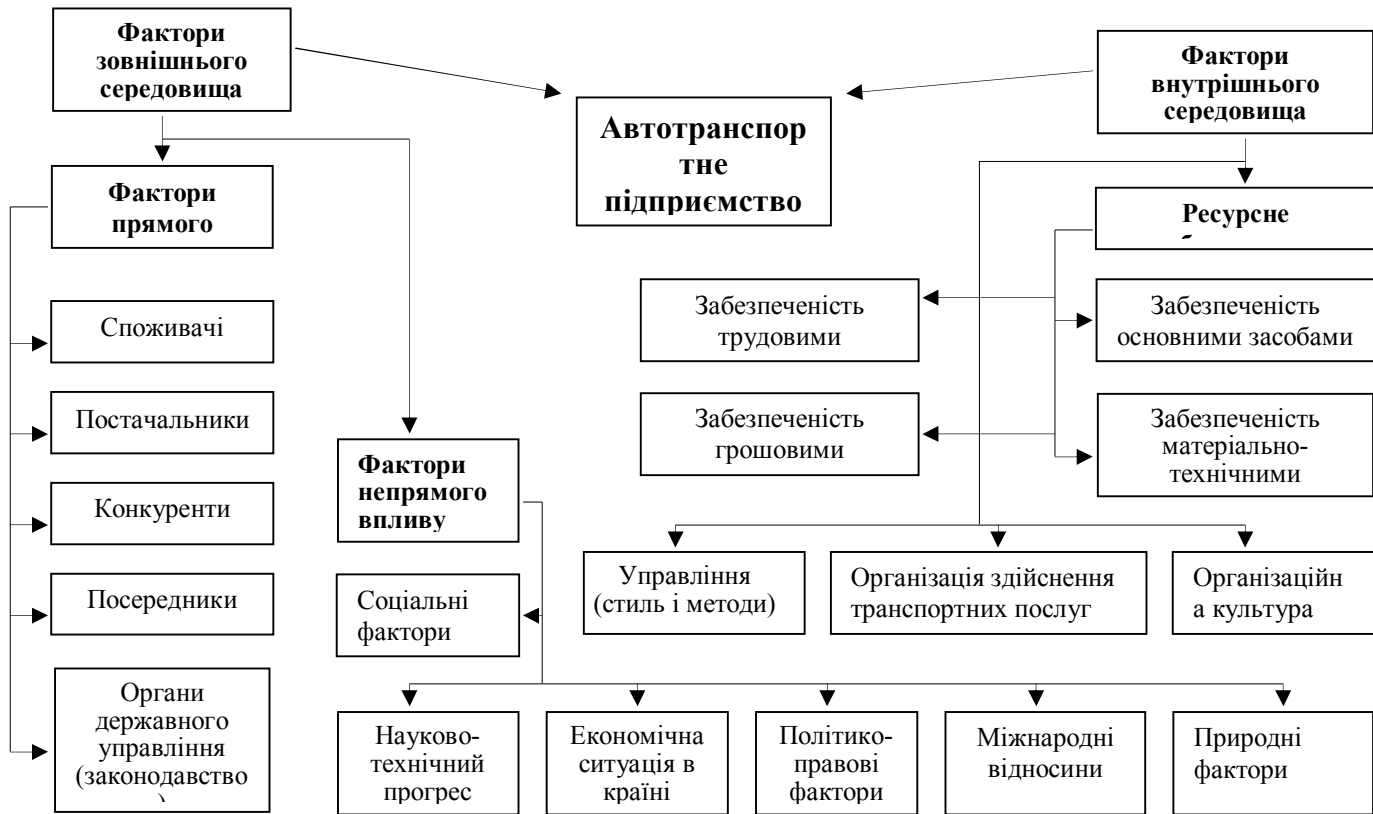 Фактори
зовнішнього
середовища
Фактори
внутрішнього
середовища
Автотранспор
тне
підприємство
Фактори
прямого
Ресурсне
Забезпеченість
трудовими
Забезпеченість
основними засобами
Споживачі
Постачальники
Забезпеченість
грошовими
Забезпеченість
матеріально-
технічними
Фактори
непрямого
впливу
Конкуренти
Посередники
Соціальні
фактори
Управління
(стиль і методи)
Організація здійснення
транспортних послуг
Організаційн
а культура
Органи
державного
управління
(законодавство
)
Науково-
технічний
прогрес
Економічна
ситуація в
країні
Політико-
правові
фактори
Міжнародні
відносини
Природні
фактори